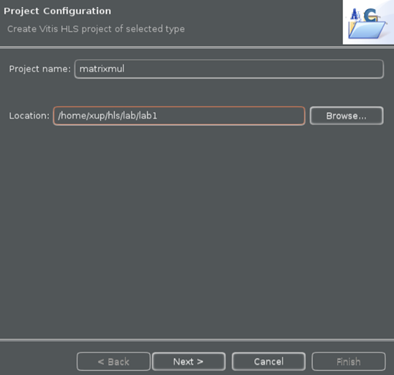 Project Configuration
Create Vitis HLS project of selected type
Project name: matrixmul
Location: /home/xup/hls/lab/lab1 Browse...
< Back Next > Cancel Finish